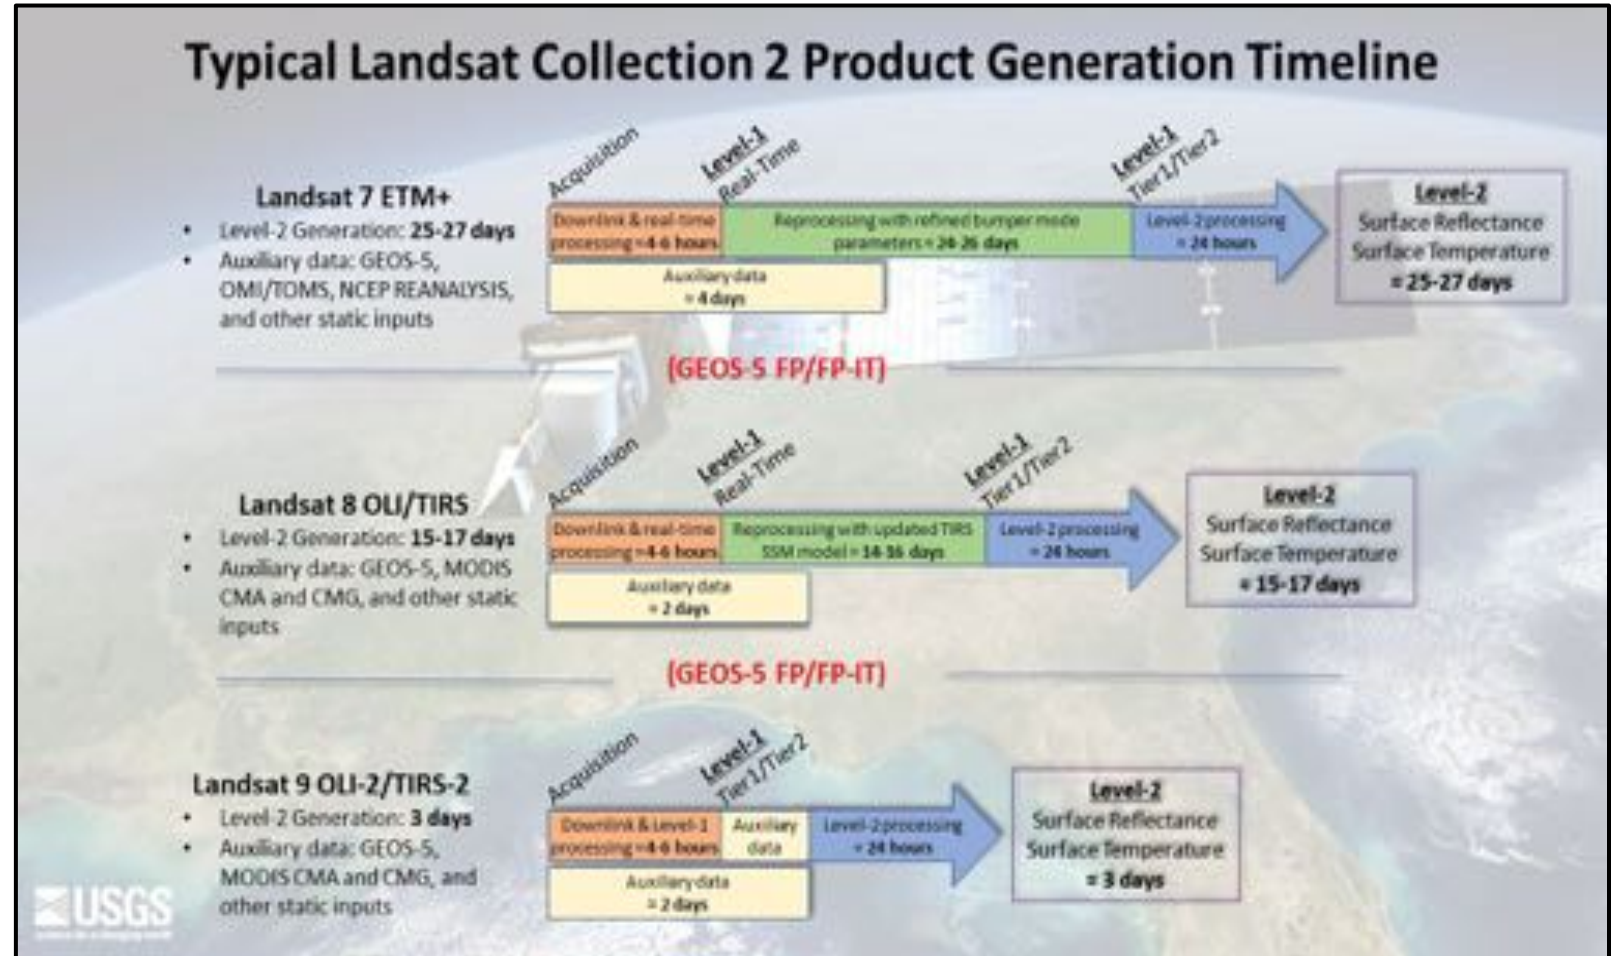 Typical Landsat Collection 2 Product Generation Timeline
Landsat 7 ETM+
• Level-2 Generation: 25-27 days
• Auxiliary data: GEOS-5,
OMI/TOMS, NCEP REANALYSIS,
and other static inputs
Acquisition
Level-1
Real-Time
Level-1
Tier1/Tier2
Downlink & real-time
processing ≈ 4-6 hours
Reprocessing with refined bumper mode
parameters ≈ 24-26 days
Level-2 processing
≈ 24 hours
Auxiliary data
≈ 4 days
Level-2
Surface Reflectance
Surface Temperature
≈ 25-27 days
(GEOS-5 FP/FP-IT)
Landsat 8 OLI/TIRS
• Level-2 Generation: 15-17 days
• Auxiliary data: GEOS-5, MODIS
CMA and CMG, and other static
inputs
Acquisition
Level-1
Real-Time
Level-1
Tier1/Tier2
Downlink & real-time
processing ≈ 4-6 hours
Reprocessing with updated TIRS
SSM model ≈ 14-16 days
Level-2 processing
≈ 24 hours
Auxiliary data
≈ 2 days
Level-2
Surface Reflectance
Surface Temperature
≈ 15-17 days
(GEOS-5 FP/FP-IT)
Landsat 9 OLI-2/TIRS-2
• Level-2 Generation: 3 days
• Auxiliary data: GEOS-5,
MODIS CMA and CMG, and
other static inputs
Acquisition
Level-1
Tier1/Tier2
Downlink & Level-1
processing ≈ 4-6 hours
Auxiliary
data
Level-2 processing
≈ 24 hours
Auxiliary data
≈ 2 days
Level-2
Surface Reflectance
Surface Temperature
≈ 3 days
USGS